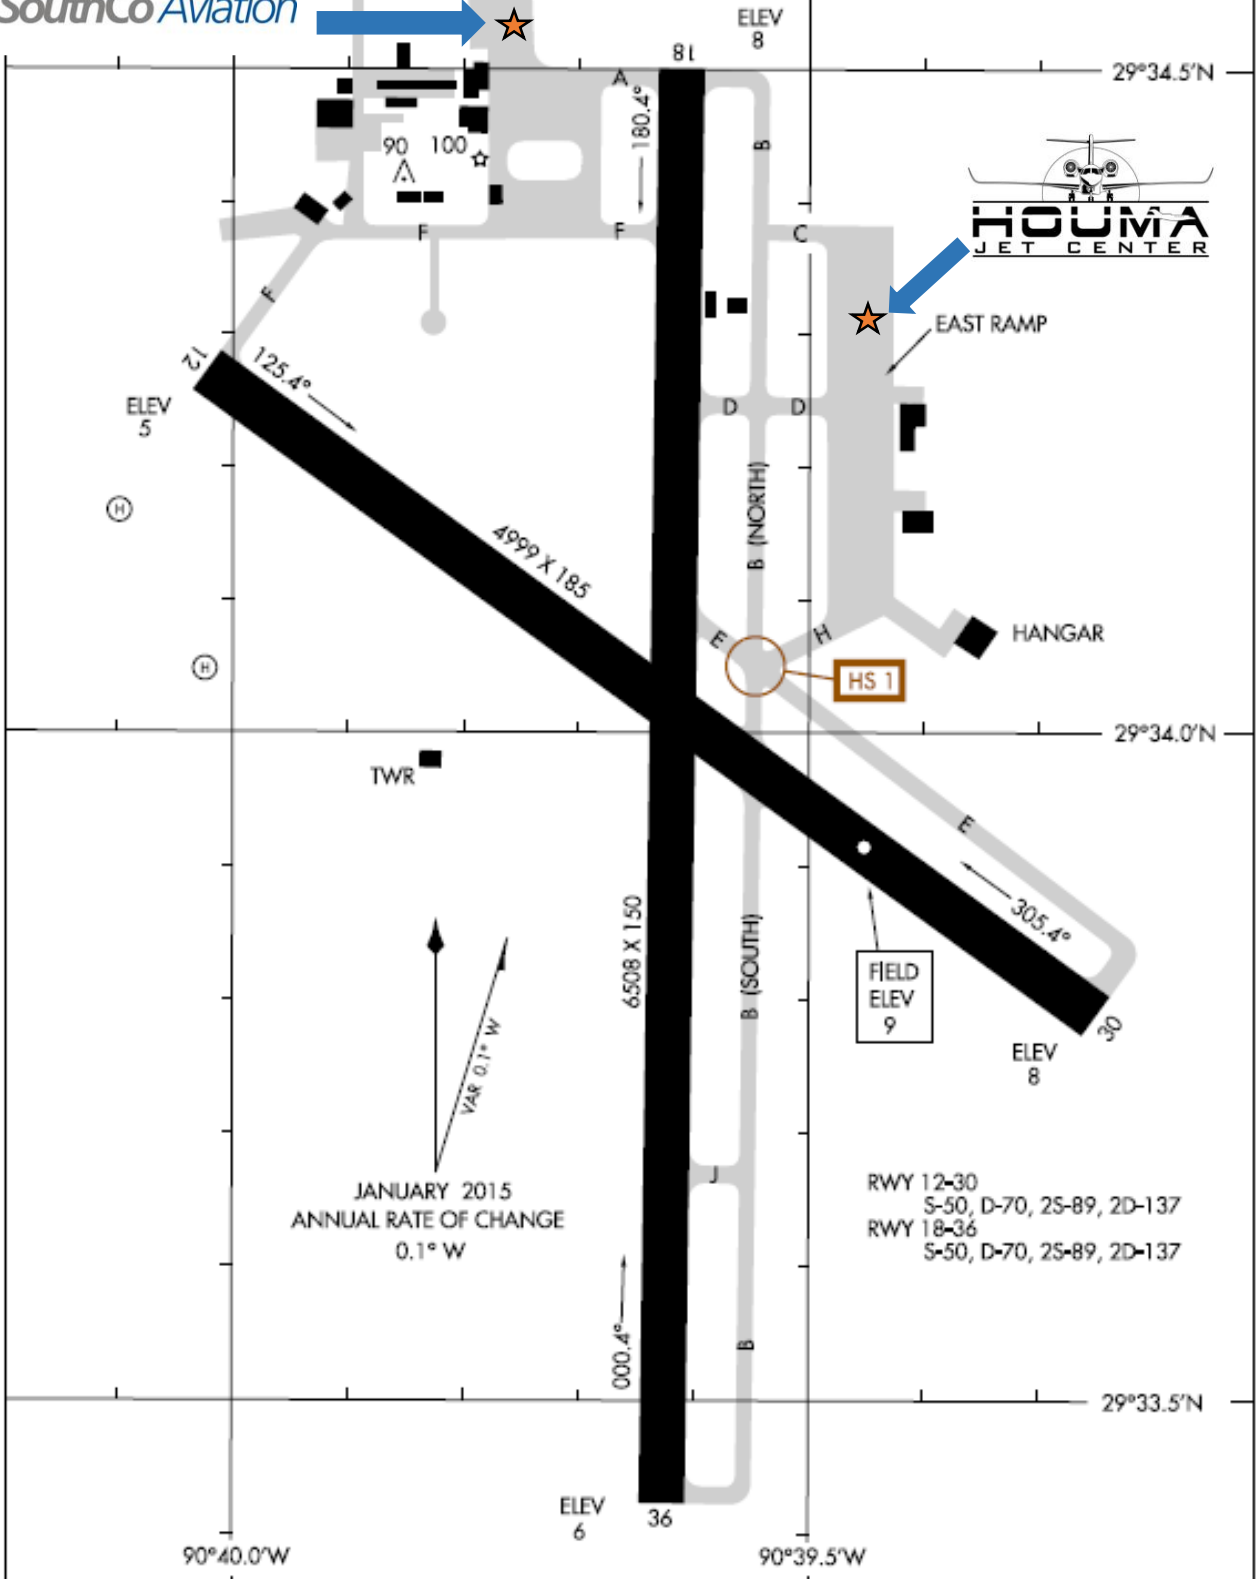 SouthCo Aviation
ELEV
8
18
A
29°34.5'N
180.4°
B
90
100
HOUMA
JET CENTER
F
F
C
EAST RAMP
F
12
125.4°
ELEV
5
D
D
H
4999 X 185
B (NORTH)
E
H
HANGAR
H
HS 1
29°34.0'N
TWR
E
305.4°
6508 X 150
B (SOUTH)
FIELD
ELEV
9
30
ELEV
8
VAR 0.1° W
J
JANUARY 2015
ANNUAL RATE OF CHANGE
0.1° W
RWY 12-30
S-50, D-70, 2S-89, 2D-137
RWY 18-36
S-50, D-70, 2S-89, 2D-137
000.4°
B
29°33.5'N
ELEV
6
36
90°40.0'W
90°39.5'W